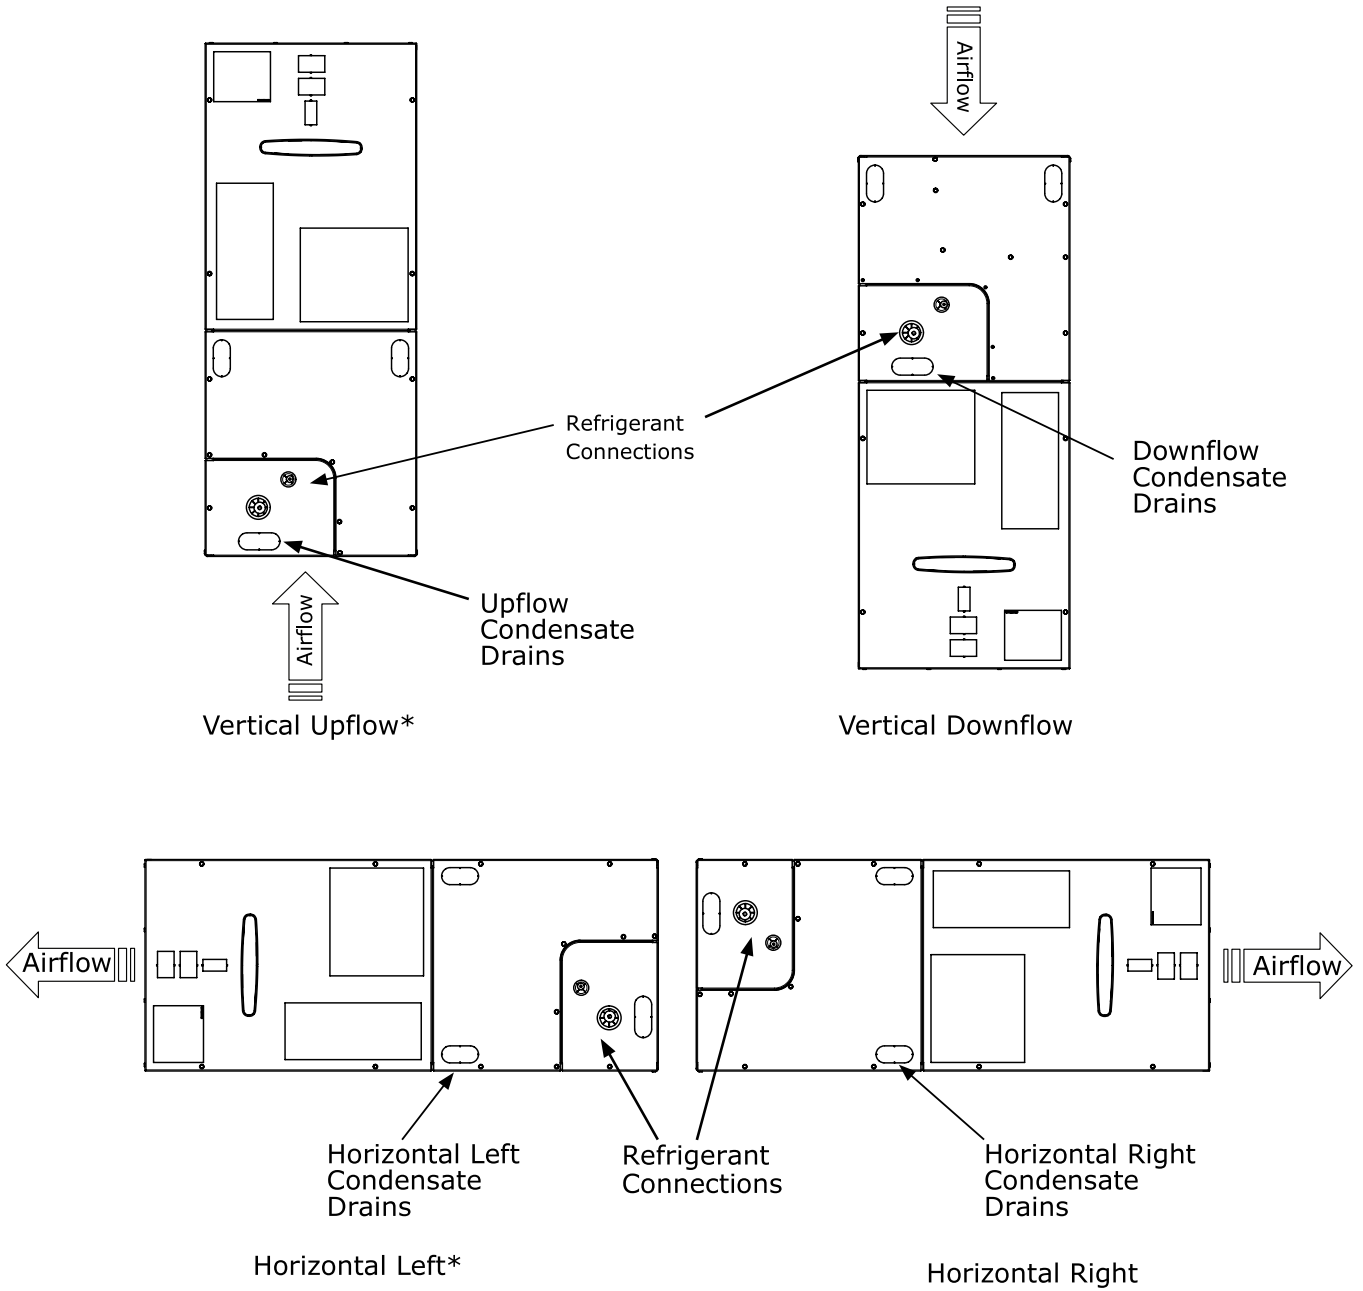 Airflow
Refrigerant
Connections
Downflow
Condensate
Drains
Upflow
Condensate
Drains
Airflow
Vertical Upflow*
Vertical Downflow
Airflow
Airflow
Horizontal Left
Condensate
Drains
Refrigerant
Connections
Horizontal Right
Condensate
Drains
Horizontal Left*
Horizontal Right